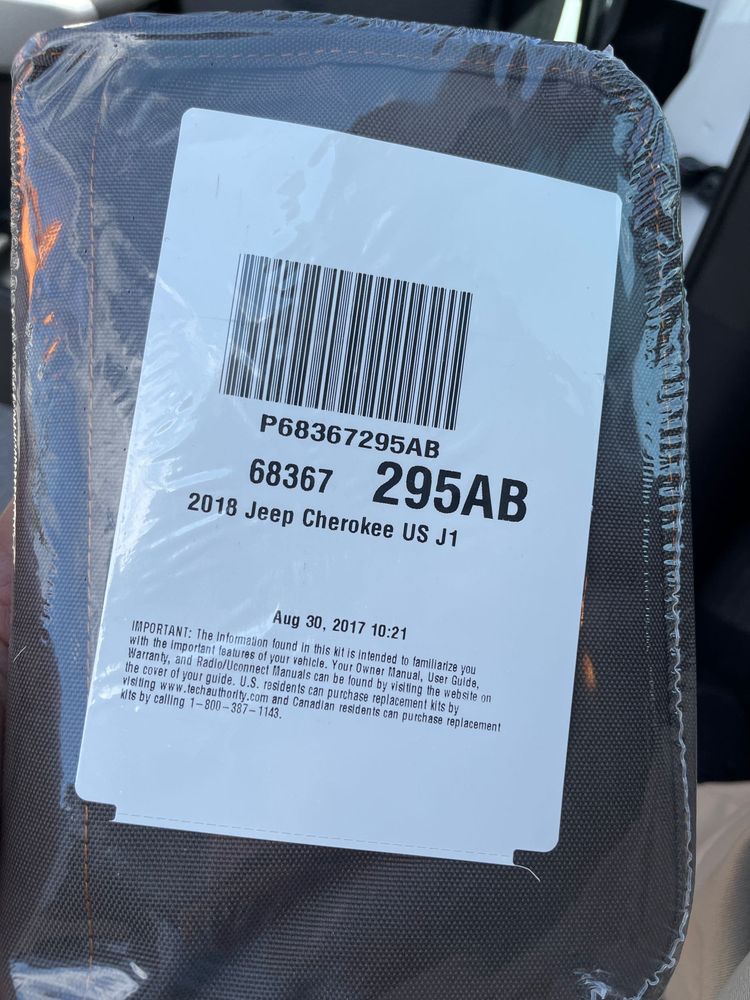 P68367295AB
68367 295AB
2018 Jeep Cherokee US J1
Aug 30, 2017 10:21
IMPORTANT: The information found in this kit is intended to familiarize you
with the important features of your vehicle. Your Owner Manual, User Guide,
Warranty, and Radio/Uconnect Manuals can be found by visiting the website on
the cover of your guide. U.S. residents can purchase replacement kits by
visiting www.techauthority.com and Canadian residents can purchase replacement
kits by calling 1-800-387-1143.